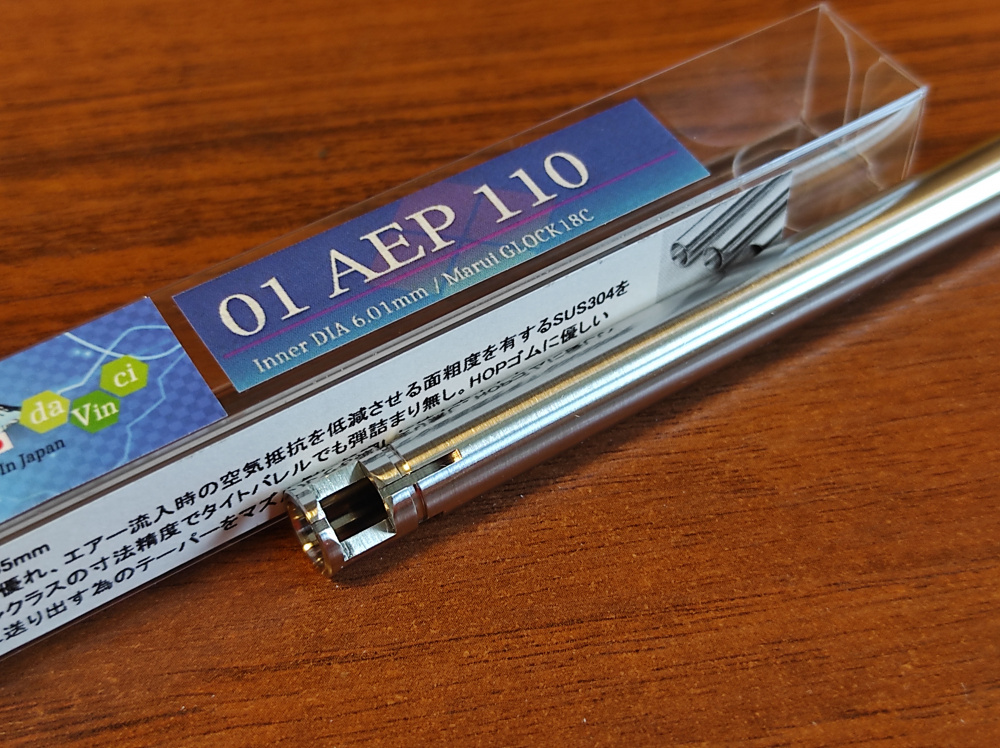 01 AEP 110
Inner DIA 6.01mm / Marui GLOCK18C
da
Vin
ci
In Japan
5mm
優れ、エアー流入時の空気抵抗を低減させる面粗度を有するSUS304を
クラスの寸法精度でタイトバレルでも弾詰まり無し。HOPゴムに優しい
送り出す為のテーパーをマズ